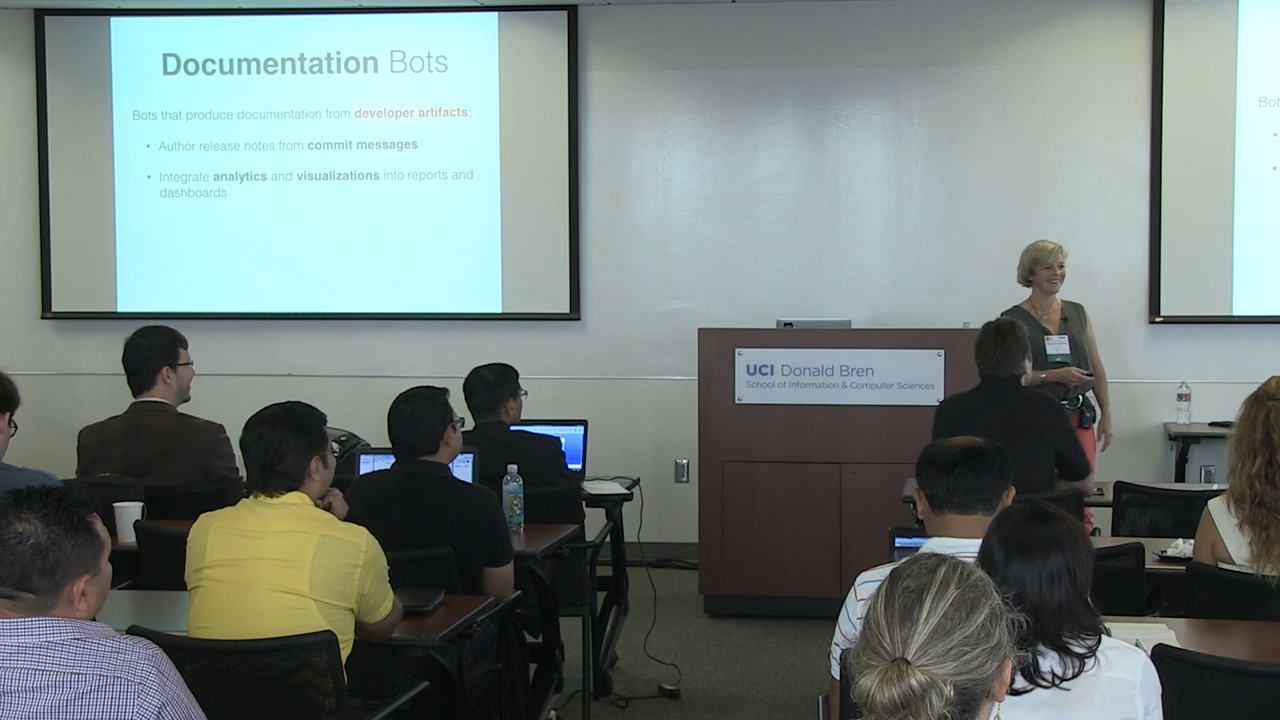 Documentation Bots
Bots that produce documentation from developer artifacts:
• Author release notes from commit messages
• Integrate analytics and visualizations into reports and
dashboards
UCI Donald Bren
School of Information & Computer Sciences
Bot